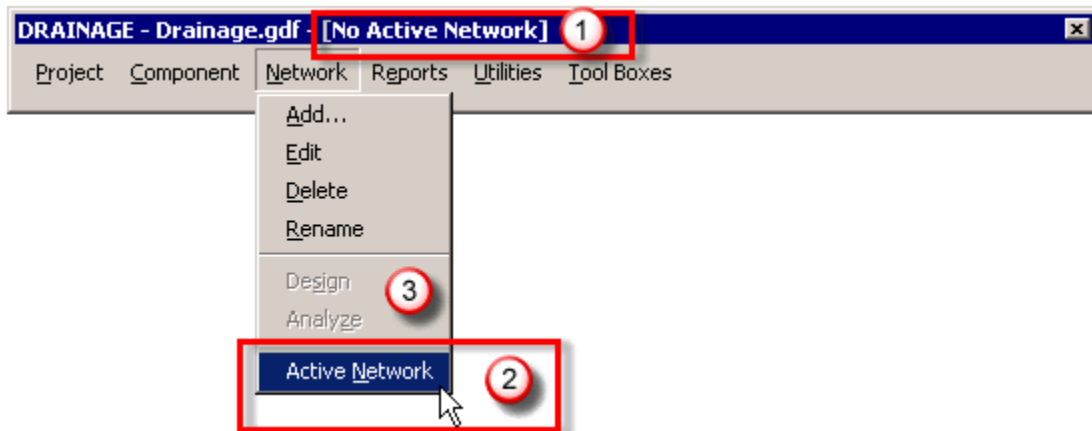 DRAINAGE - Drainage.gdf - [No Active Network] 1
Project Component Network Reports Utilities Tool Boxes
Add...
Edit
Delete
Rename
Design
3
Analyze
Active Network 2